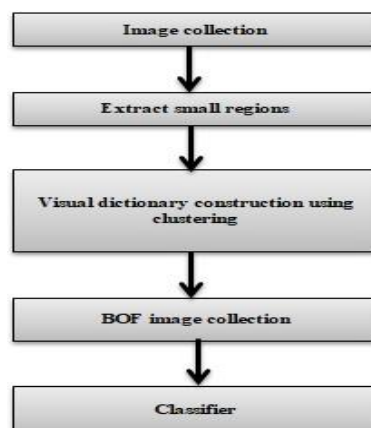 Image collection
Extract small regions
Visual dictionary construction using
clustering
BOF image collection
Classifier